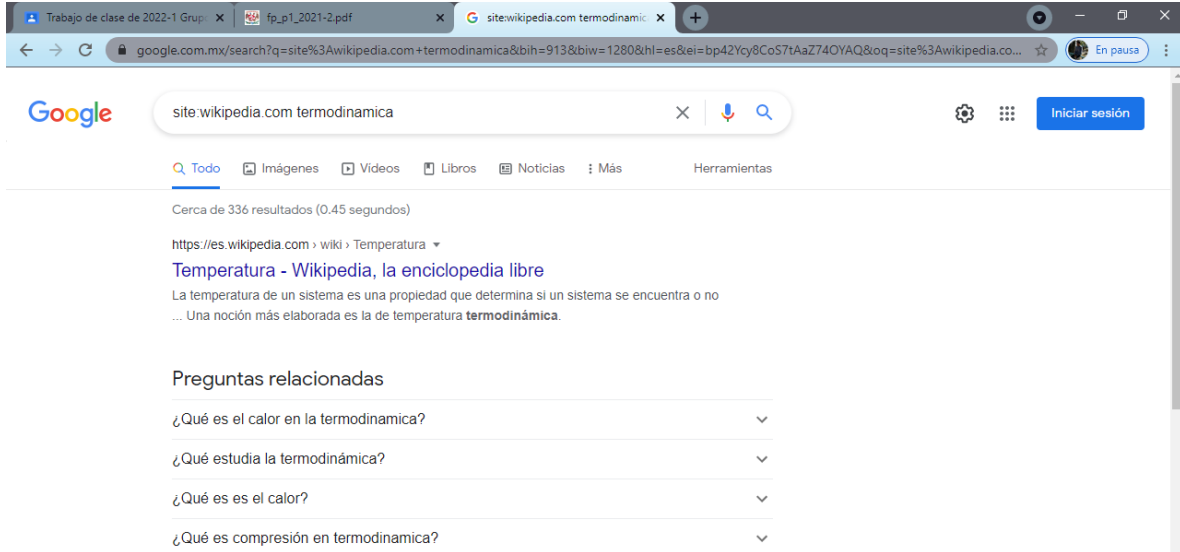 Trabajo de clase de 2022-1 Grup
fp_p1_2021-2.pdf
site:wikipedia.com termodinamic
google.com.mx/search?q=site%3Awikipedia.com+termodinamica&bih=913&biw=1280&hl=es&ei=bp42Ycy8CoS7tAaZ74OYAQ&oq=site%3Awikipedia.co...
En pausa
Google
site:wikipedia.com termodinamica
Iniciar sesión
Todo
Imágenes
Videos
Libros
Noticias
Más
Herramientas
Cerca de 336 resultados (0.45 segundos)
https://es.wikipedia.com › wiki › Temperatura
Temperatura - Wikipedia, la enciclopedia libre
La temperatura de un sistema es una propiedad que determina si un sistema se encuentra o no
... Una noción más elaborada es la de temperatura termodinámica.
Preguntas relacionadas
¿Qué es el calor en la termodinamica?
¿Qué estudia la termodinámica?
¿Qué es es el calor?
¿Qué es compresión en termodinamica?